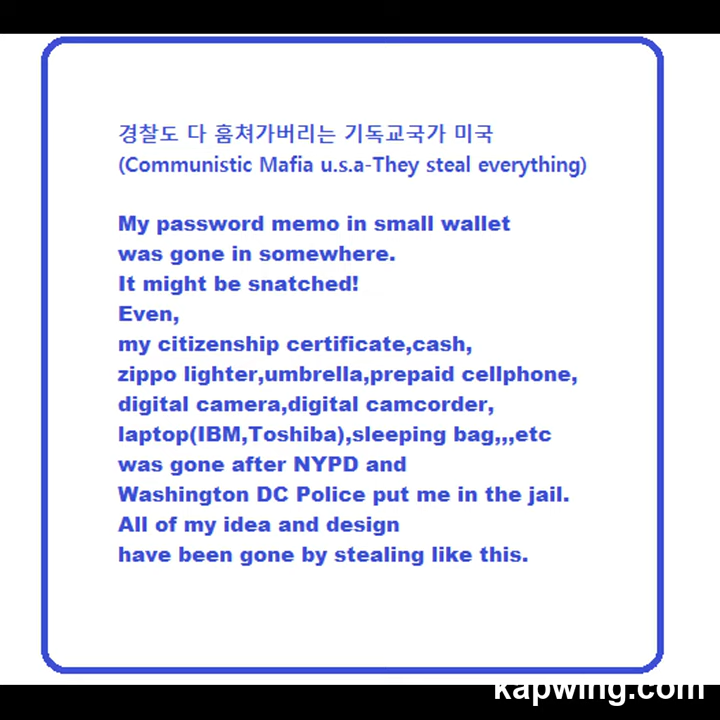 경찰도 다 훔쳐가버리는 기독교국가 미국
(Communistic Mafia u.s.a-They steal everything)
My password memo in small wallet
was gone in somewhere.
It might be snatched!
Even,
my citizenship certificate,cash,
zippo lighter,umbrella,prepaid cellphone,
digital camera,digital camcorder,
laptop(IBM,Toshiba),sleeping bag,,,etc
was gone after NYPD and
Washington DC Police put me in the jail.
All of my idea and design
have been gone by stealing like this.
kapwing.com